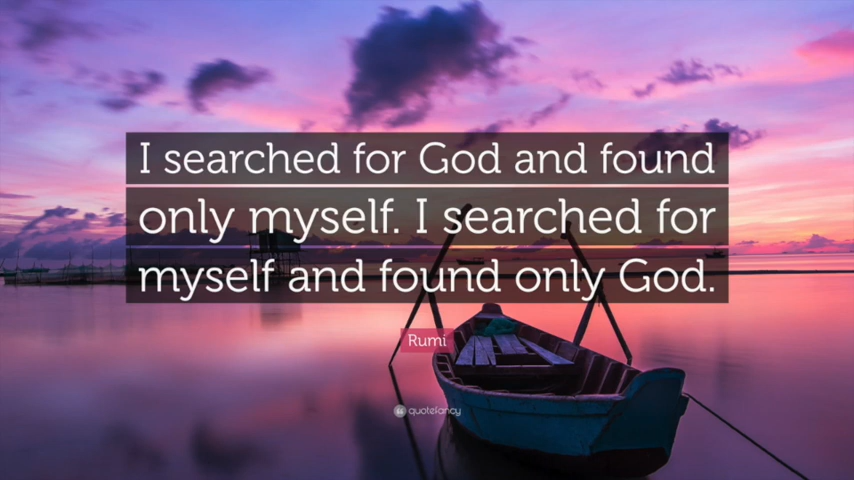 I searched for God and found
only myself. I searched for
myself and found only God.
Rumi
quotefancy